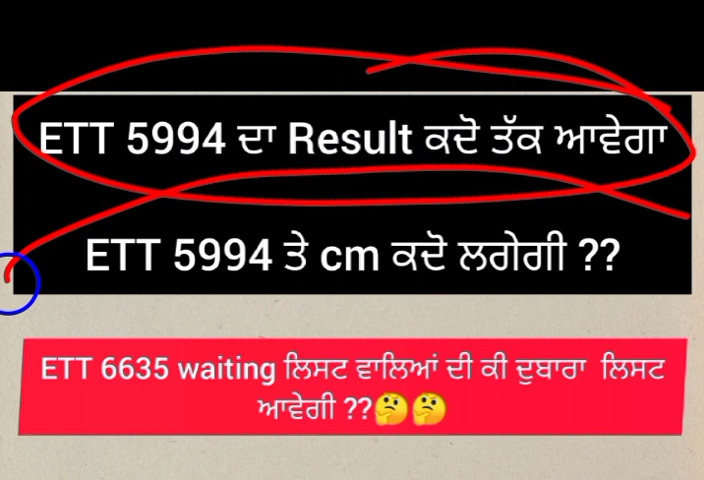 ETT 5994 ਦਾ Result ਕਦੋ ਤੱਕ ਆਵੇਗਾ
ETT 5994 ਤੇ cm ਕਦੋ ਲਗੇਗੀ ??
ETT 6635 waiting ਲਿਸਟ ਵਾਲਿਆਂ ਦੀ ਕੀ ਦੁਬਾਰਾ ਲਿਸਟ
ਆਵੇਗੀ ??🤔🤔